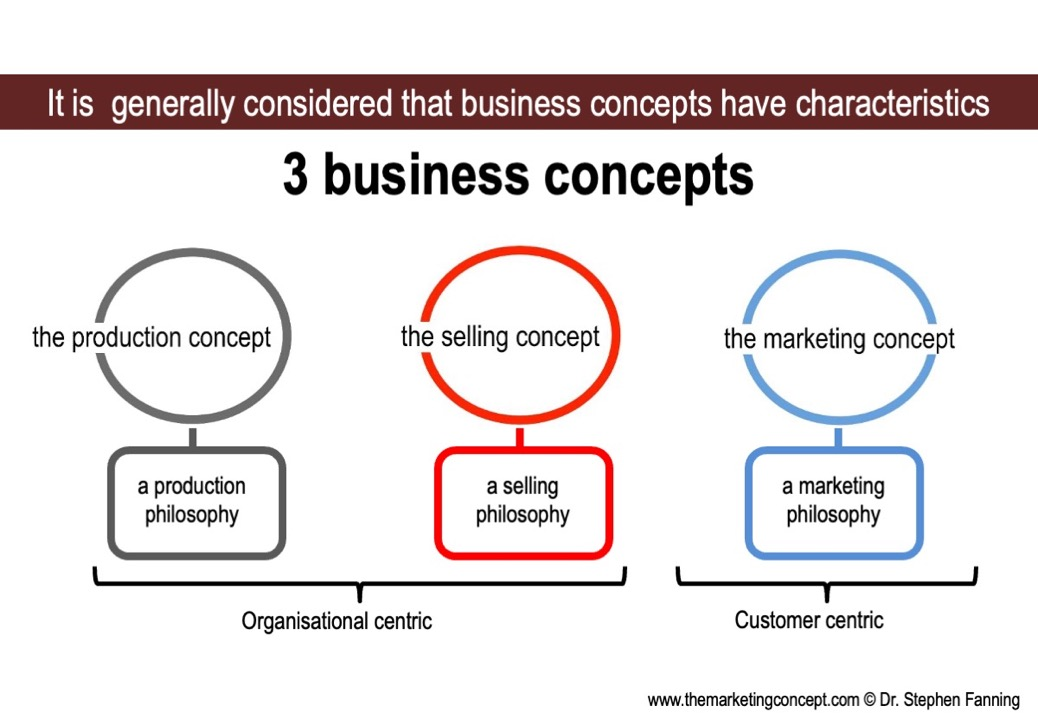 It is  generally considered that business concepts have characteristics
3 business concepts
the production concept
the selling concept
the marketing concept
a production
philosophy
a selling
philosophy
a marketing
philosophy
Organisational centric
Customer centric
www.themarketingconcept.com © Dr. Stephen Fanning